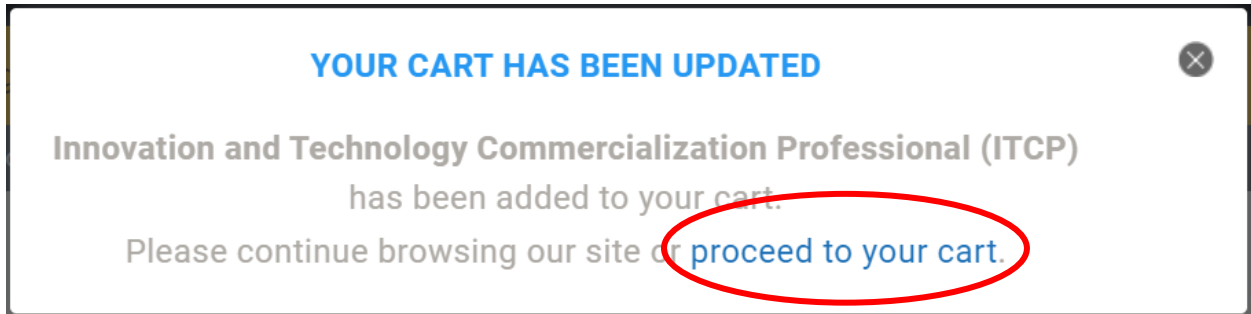 YOUR CART HAS BEEN UPDATED
Innovation and Technology Commercialization Professional (ITCP)
has been added to your cart.
Please continue browsing our site or proceed to your cart.